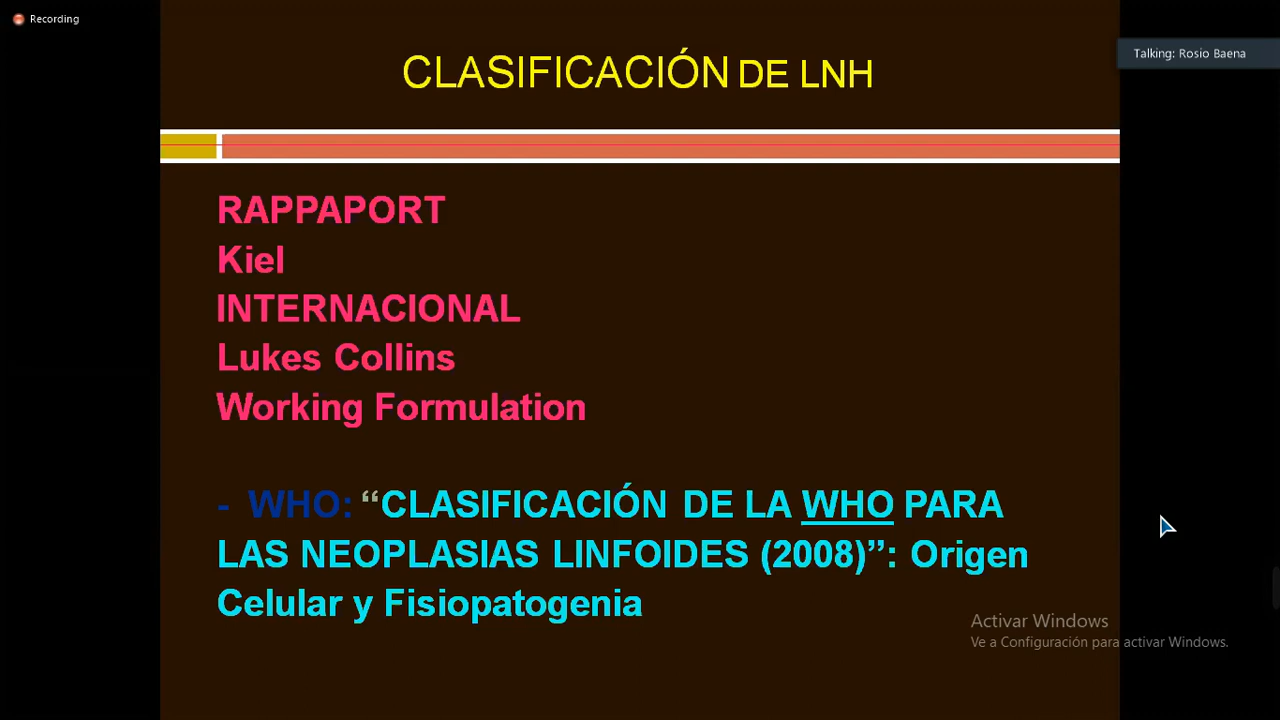 Recording
Talking: Rosio Baena
CLASIFICACIÓN DE LNH
RAPPAPORT
Kiel
INTERNACIONAL
Lukes Collins
Working Formulation
- WHO: “CLASIFICACIÓN DE LA WHO PARA
LAS NEOPLASIAS LINFOIDES (2008)”: Origen
Celular y Fisiopatogenia
Activar Windows
Ve a Configuración para activar Windows.